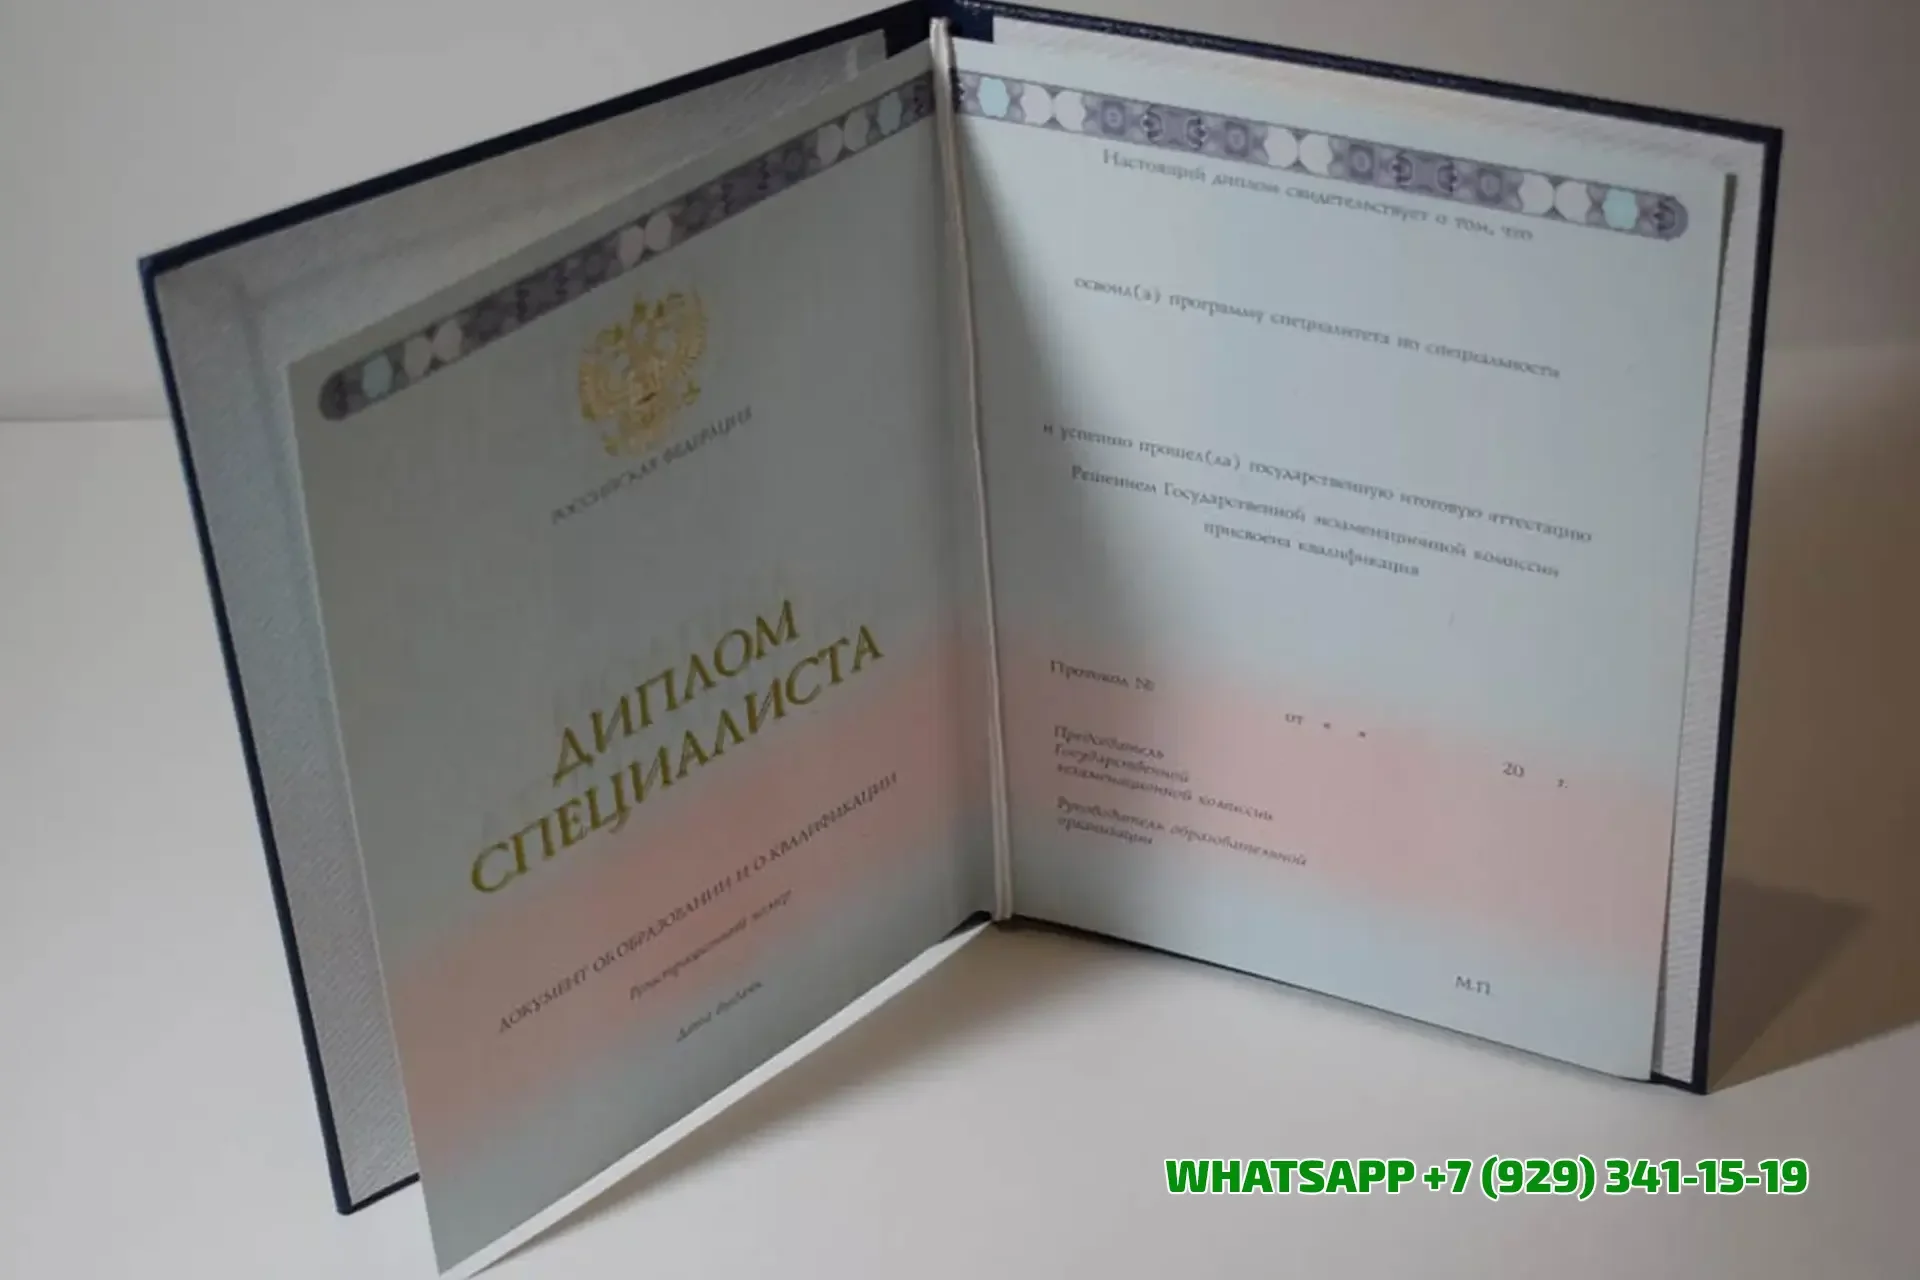 РОССИЙСКАЯ ФЕДЕРАЦИЯ
ДИПЛОМ
СПЕЦИАЛИСТА
ДОКУМЕНТ ОБ ОБРАЗОВАНИИ И О КВАЛИФИКАЦИИ
Регистрационный номер
Дата выдачи
Настоящий диплом свидетельствует о том, что
освоил(а) программу специалитета по специальности
и успешно прошел(ла) государственную итоговую аттестацию
Решением Государственной экзаменационной комиссии
присвоена квалификация
Протокол №
от « » 20 г.
Председатель
Государственной
экзаменационной комиссии
Руководитель образовательной
организации
М.П.
WHATSAPP +7 (929) 341-15-19